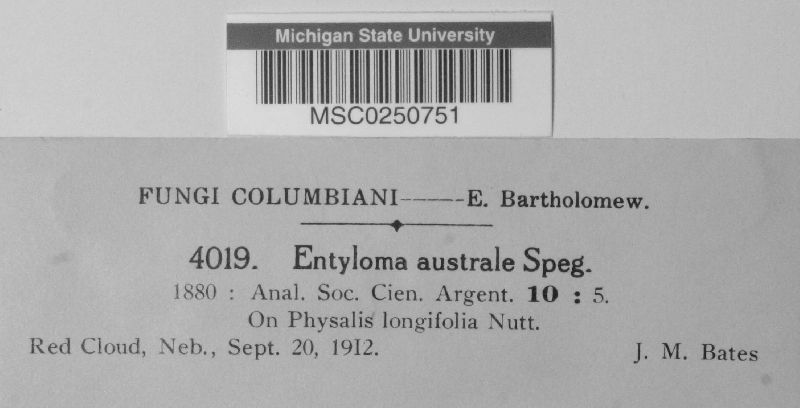 Michigan State University
MSC0250751
FUNGI COLUMBIANI——E. Bartholomew.
4019. Entyloma australe Speg.
1880 : Anal. Soc. Cien. Argent. 10 : 5.
On Physalis longifolia Nutt.
Red Cloud, Neb., Sept. 20, 1912. J. M. Bates